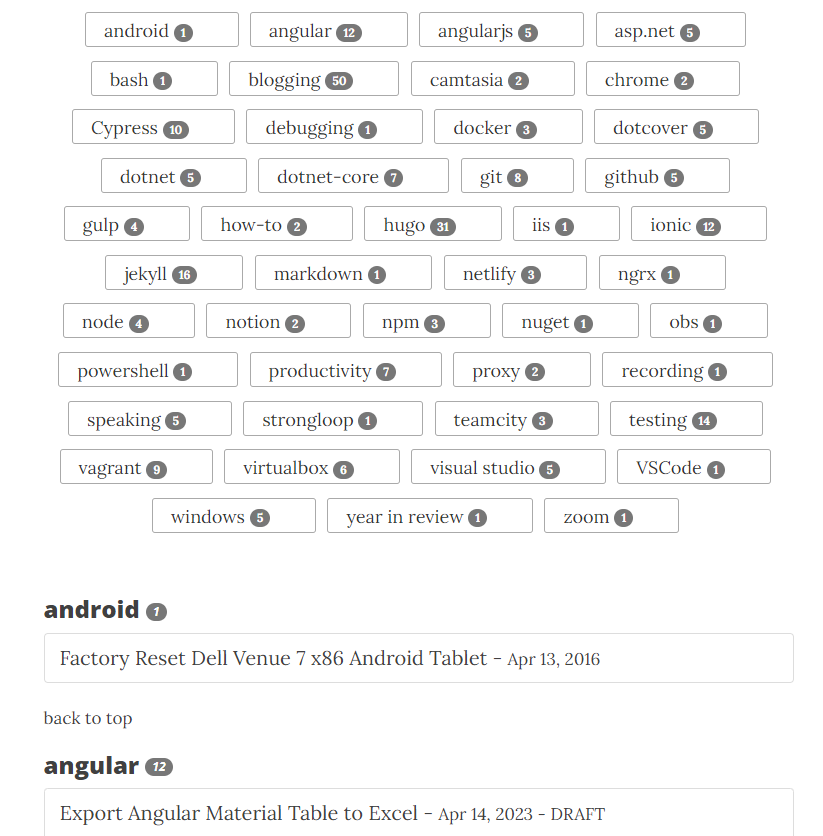 android 1 angular 12 angularjs 5 asp.net 5
bash 1 blogging 50 camtasia 2 chrome 2
Cypress 10 debugging 1 docker 3 dotcover 5
dotnet 5 dotnet-core 7 git 8 github 5
gulp 4 how-to 2 hugo 31 iis 1 ionic 12
jekyll 16 markdown 1 netlify 3 ngrx 1
node 4 notion 2 npm 3 nuget 1 obs 1
powershell 1 productivity 7 proxy 2 recording 1
speaking 5 strongloop 1 teamcity 3 testing 14
vagrant 9 virtualbox 6 visual studio 5 VSCode 1
windows 5 year in review 1 zoom 1
android 1
Factory Reset Dell Venue 7 x86 Android Tablet - Apr 13, 2016
back to top
angular 12
Export Angular Material Table to Excel - Apr 14, 2023 - DRAFT